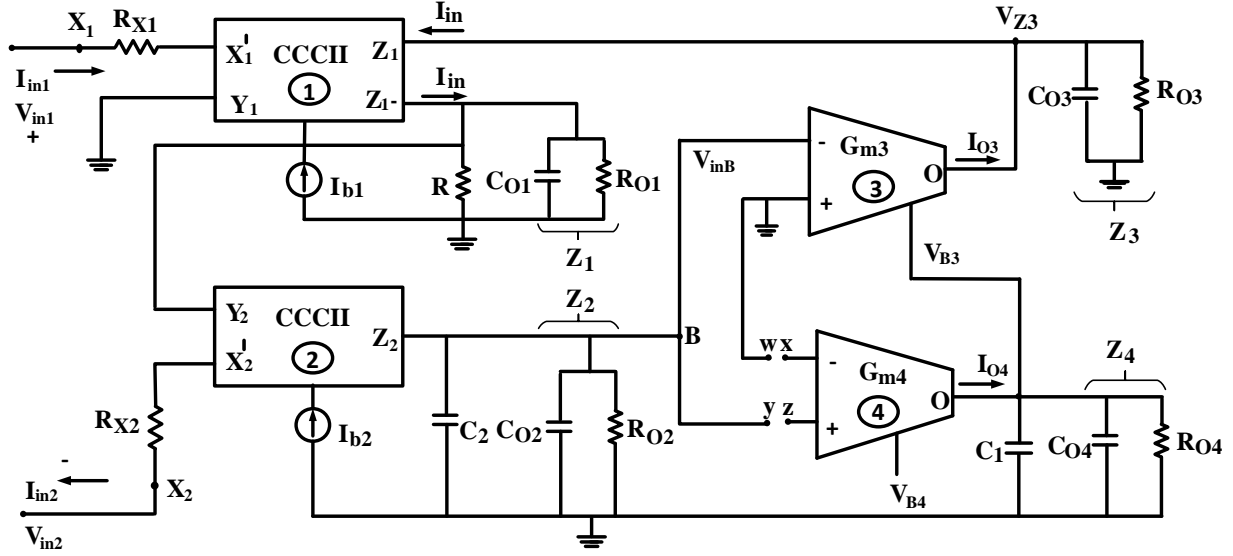 X1 RX1 X'1 CCCII Z1 Iin VZ3
Iin1 1 Iin CO3 RO3
Vin1 Y1 Z1-
+
Ib1 R CO1 RO1 Z1
VinB - Gm3 IO3
3 O
+ Z3
VB3
Y2 CCCII Z2 Z2 B
X'2 2
w x - Gm4 IO4 Z4
4 O
y z +
RX2 Ib2 C2 CO2 RO2 C1 CO4 RO4
-
Iin2 X2 VB4
Vin2